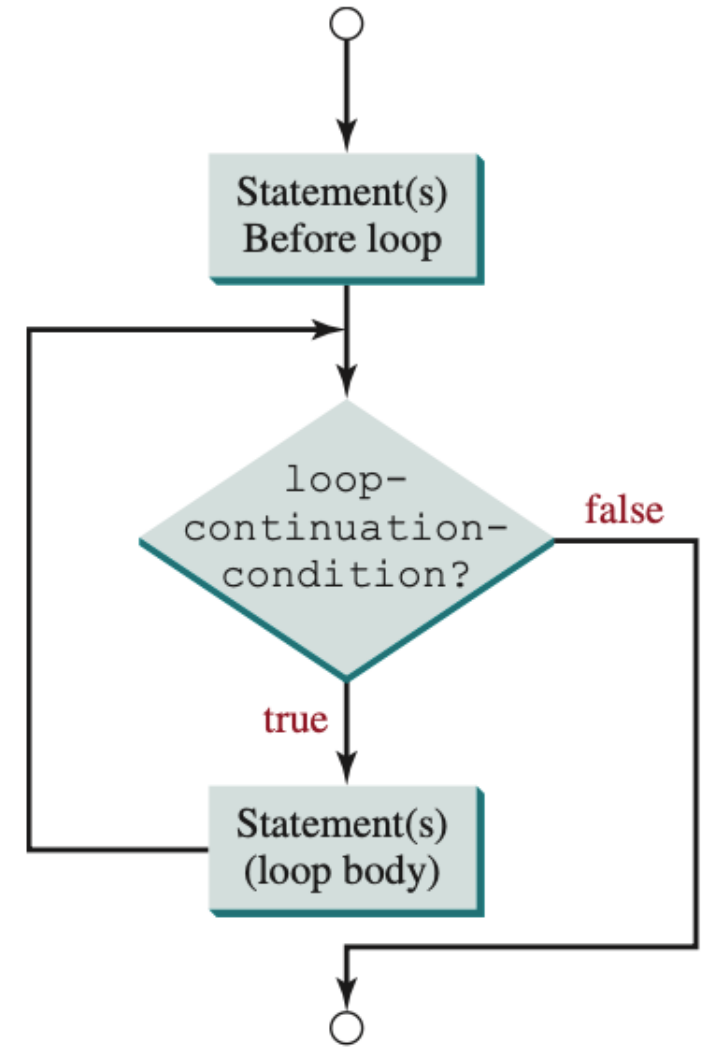 Statement(s)
Before loop
loop-
continuation-
condition?
false
true
Statement(s)
(loop body)